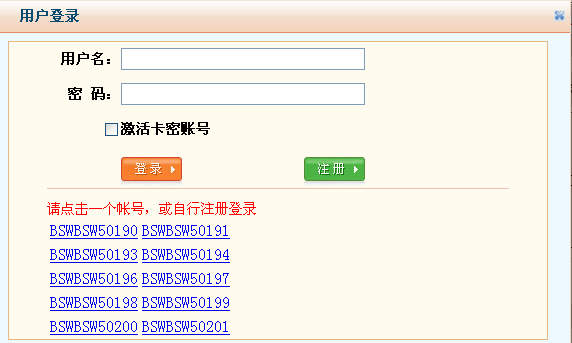 用户登录
用户名：
密 码：
激活卡密账号
登 录 注 册
请点击一个帐号，或自行注册登录
BSWBSW50190 BSWBSW50191
BSWBSW50193 BSWBSW50194
BSWBSW50196 BSWBSW50197
BSWBSW50198 BSWBSW50199
BSWBSW50200 BSWBSW50201